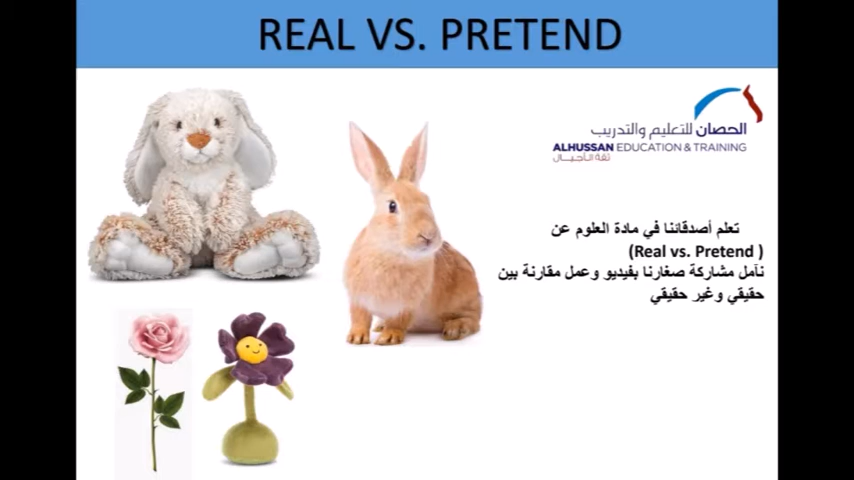 REAL VS. PRETEND
الحصان للتعليم والتدريب
ALHUSSAN EDUCATION & TRAINING
ثقة الأجيال
تعلم أصدقائنا في مادة العلوم عن
(Real vs. Pretend )
نآمل مشاركة صغارنا بفيديو وعمل مقارنة بين
حقيقي وغير حقيقي